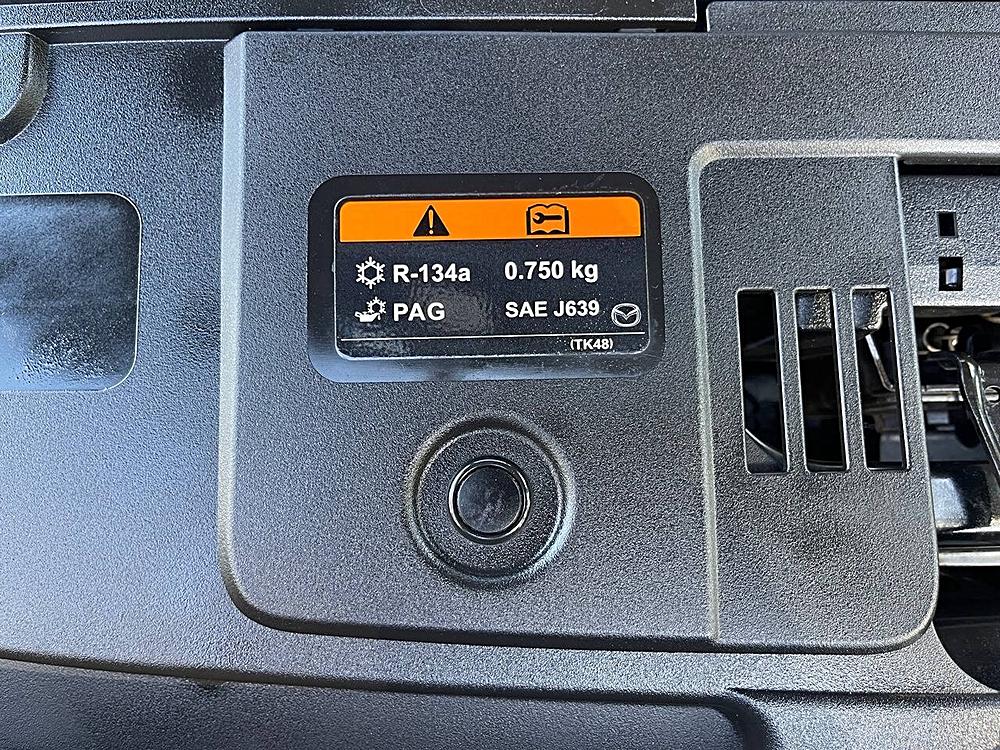 R-134a 0.750 kg
PAG SAE J639
(TK48)